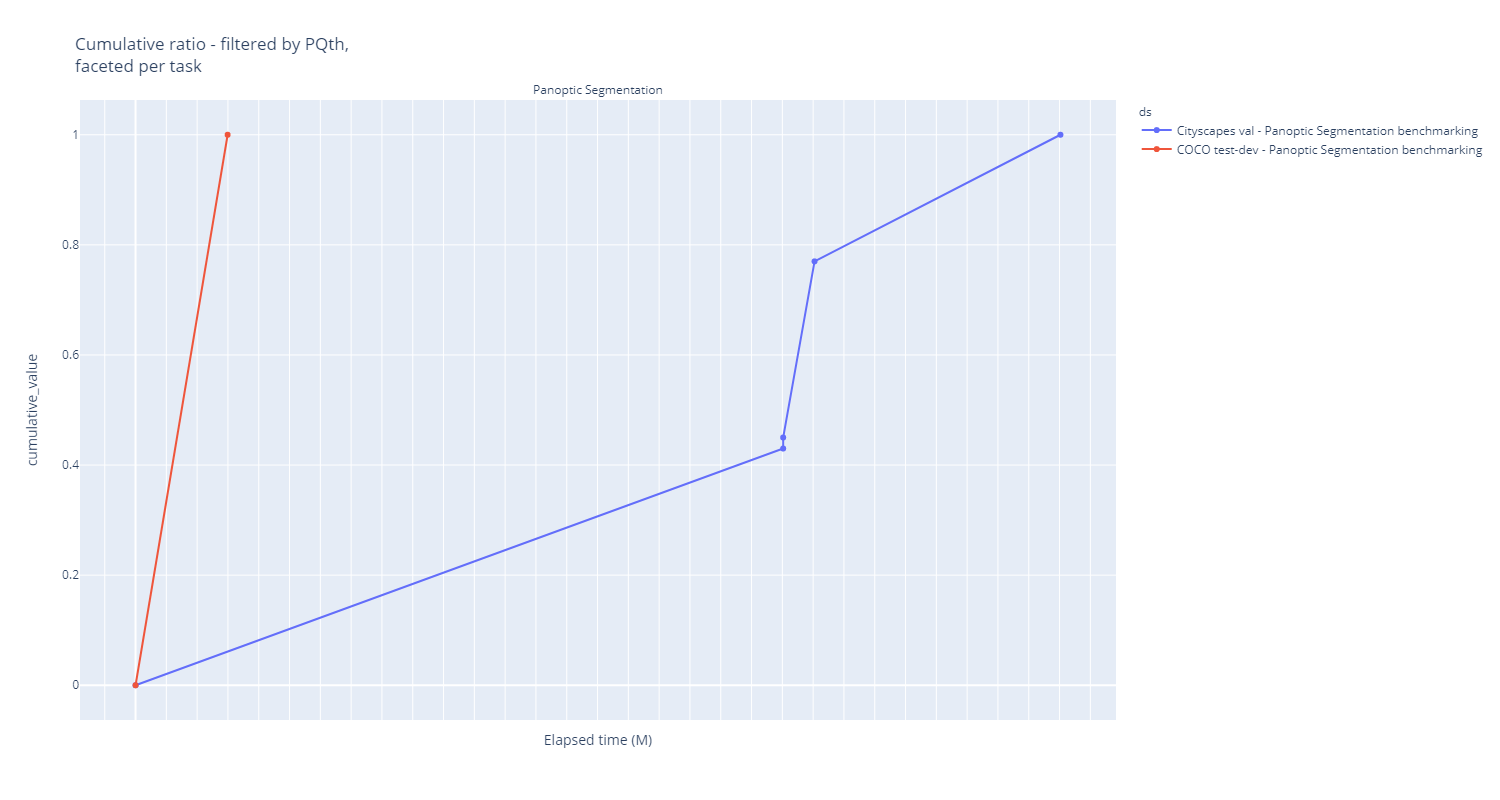 Cumulative ratio - filtered by PQth,
faceted per task
Panoptic Segmentation
ds
Cityscapes val - Panoptic Segmentation benchmarking
COCO test-dev - Panoptic Segmentation benchmarking
1
0.8
0.6
0.4
0.2
0
cumulative_value
Elapsed time (M)